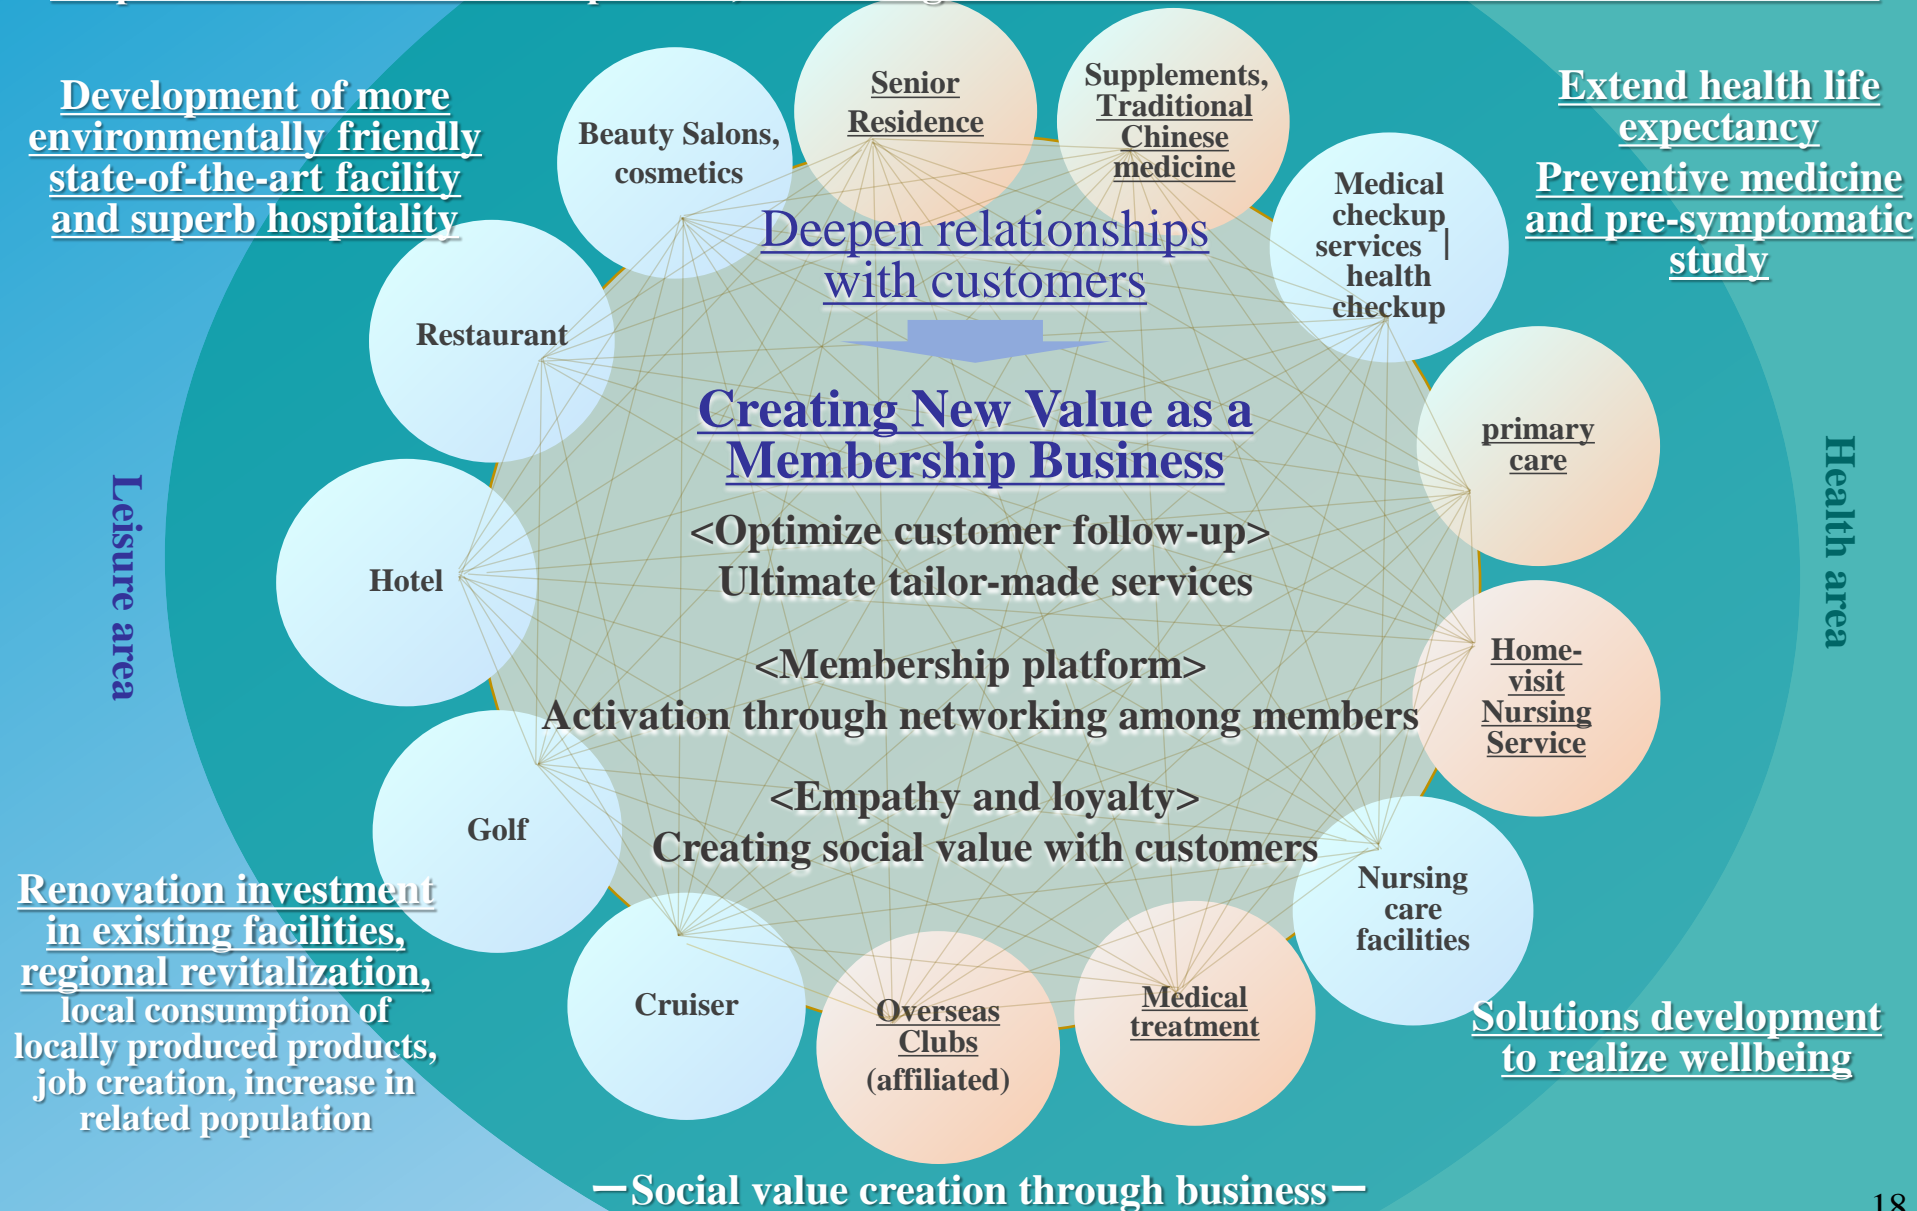 Development of more
environmentally friendly
state-of-the-art facility
and superb hospitality
Beauty Salons,
cosmetics
Senior
Residence
Supplements,
Traditional
Chinese
medicine
Medical
checkup
services |
health
checkup
Extend health life
expectancy
Preventive medicine
and pre-symptomatic
study
Restaurant
Deepen relationships
with customers
primary
care
Creating New Value as a
Membership Business
Leisure area
Health area
Hotel
<Optimize customer follow-up>
Ultimate tailor-made services
Home-
visit
Nursing
Service
<Membership platform>
Activation through networking among members
Golf
<Empathy and loyalty>
Creating social value with customers
Nursing
care
facilities
Renovation investment
in existing facilities,
regional revitalization,
local consumption of
locally produced products,
job creation, increase in
related population
Cruiser
Overseas
Clubs
(affiliated)
Medical
treatment
Solutions development
to realize wellbeing
—Social value creation through business—
18